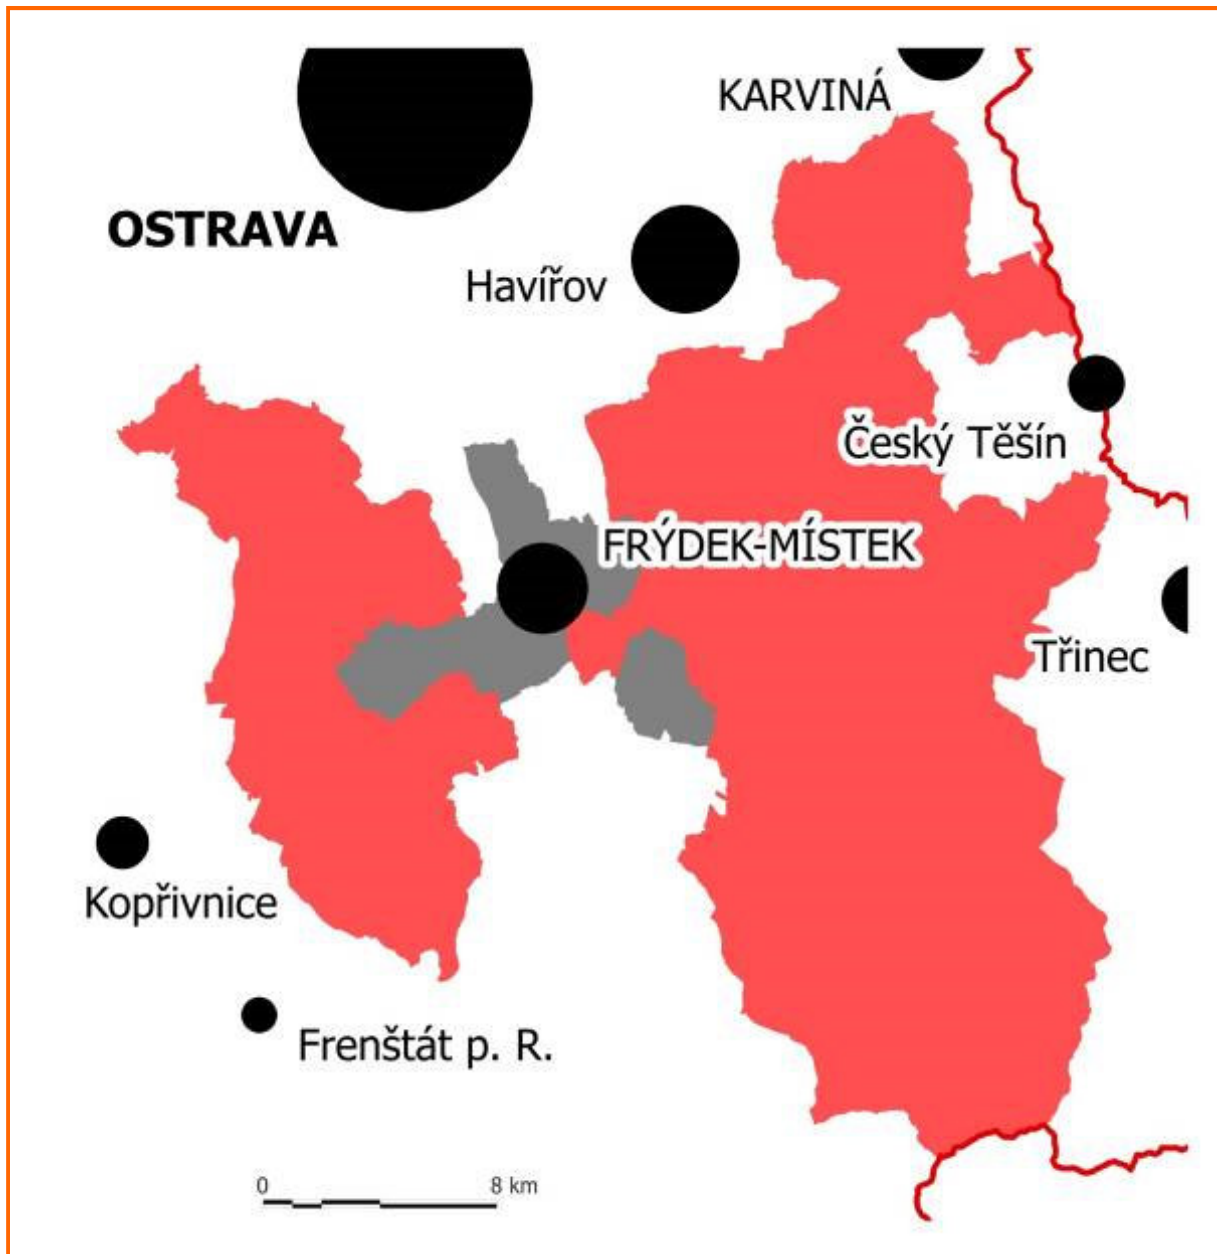 KARVINÁ
OSTRAVA
Havířov
Český Těšín
FRÝDEK-MÍSTEK
Třinec
Kopřivnice
Frenštát p. R.
0 8 km